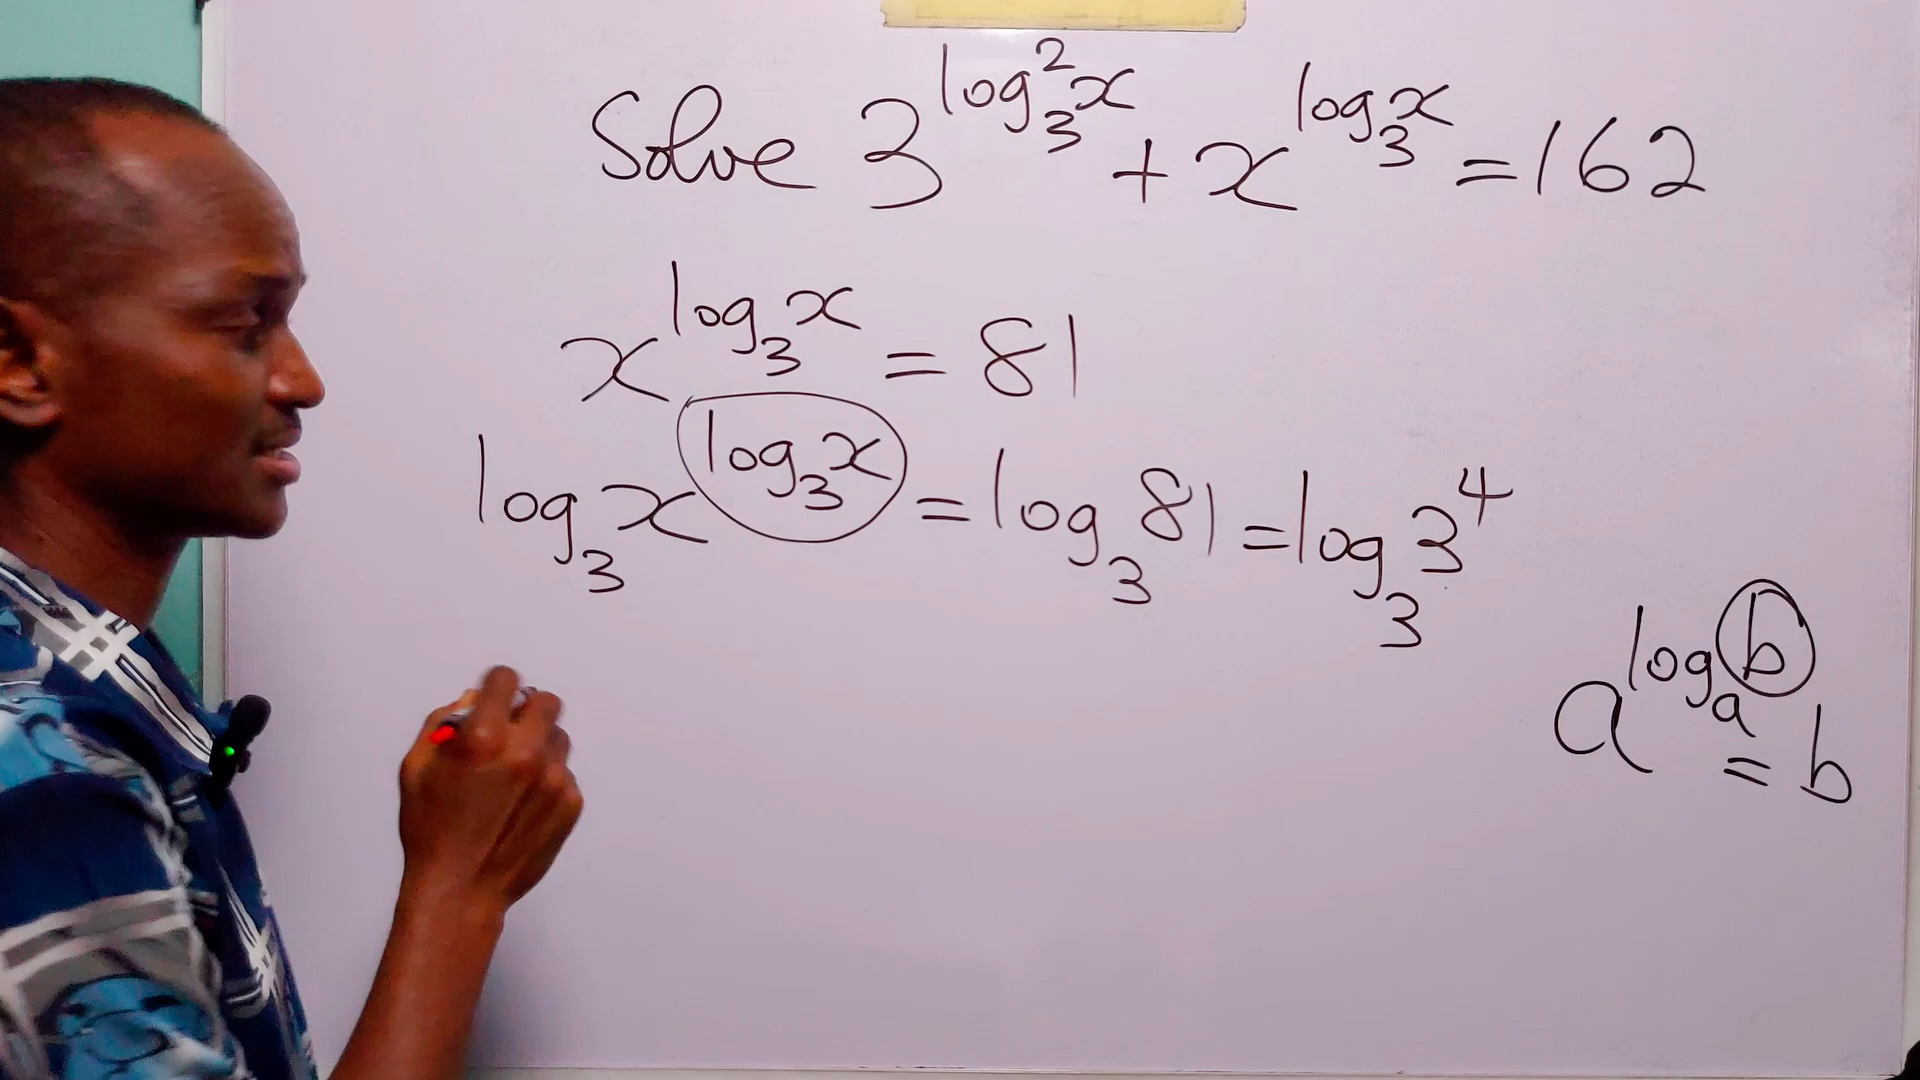 Solve 3^{log_3^2 x} + x^{log_3 x} = 162
x^{log_3 x} = 81
log_3 x^{log_3 x} = log_3 81 = log_3 3^4
a^{log_a b} = b